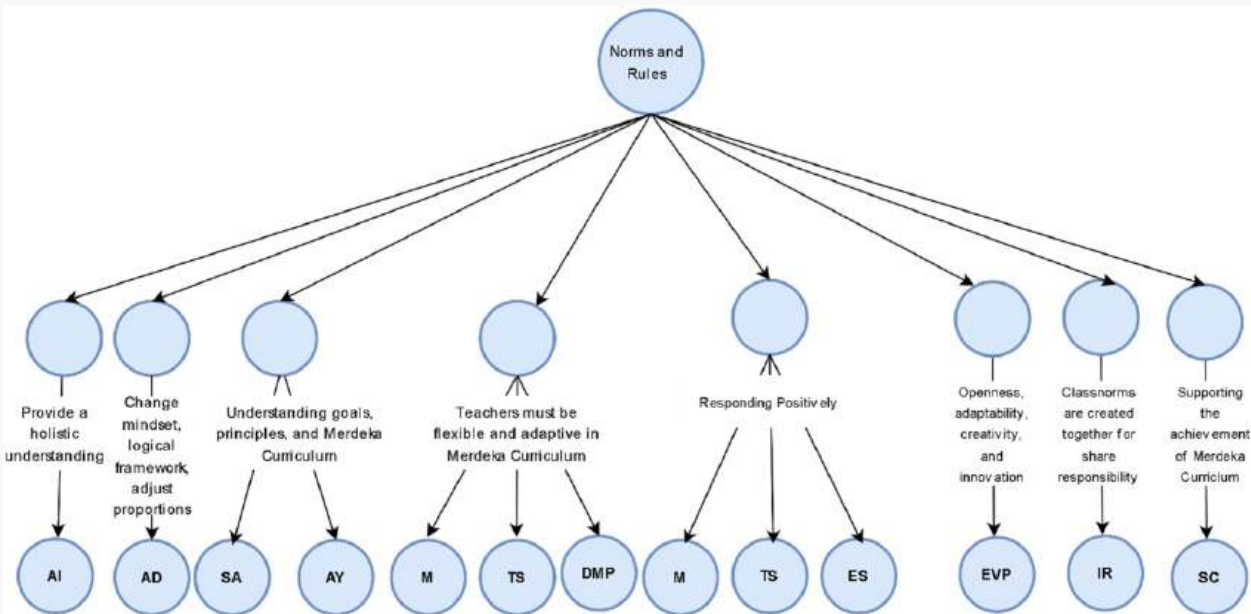 Norms and
Rules
Provide a
holistic
understanding
Change
mindset,
logical
framework,
adjust
proportions
Understanding goals,
principles, and Merdeka
Curriculum
Teachers must be
flexible and adaptive in
Merdeka Curriculum
Responding Positively
Openness,
adaptability,
creativity,
and
innovation
Classnorms
are created
together for
share
responsibility
Supporting
the
achievement
of Merdeka
Curriclum
AI
AD
SA
AY
M
TS
DMP
M
TS
ES
EVP
IR
SC